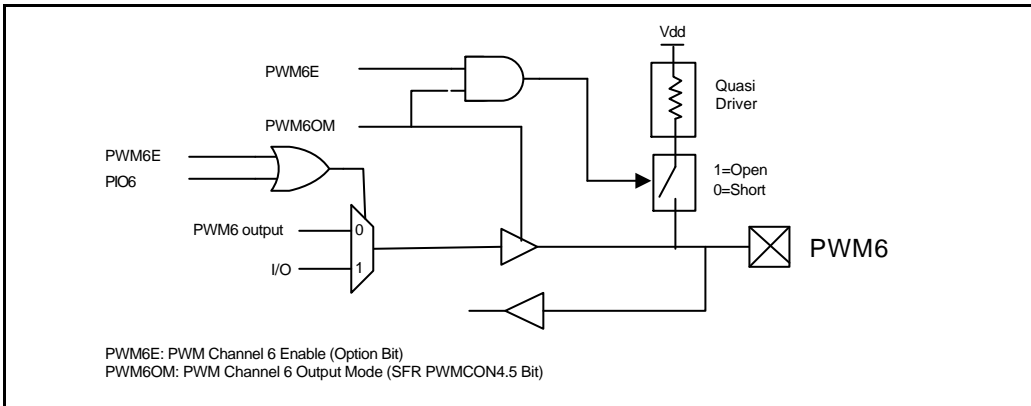 Vdd
PWM6E
Quasi
Driver
PWM6OM
PWM6E
PIO6
1=Open
0=Short
PWM6 output
0
I/O
1
PWM6
PWM6E: PWM Channel 6 Enable (Option Bit)
PWM6OM: PWM Channel 6 Output Mode (SFR PWMCON4.5 Bit)